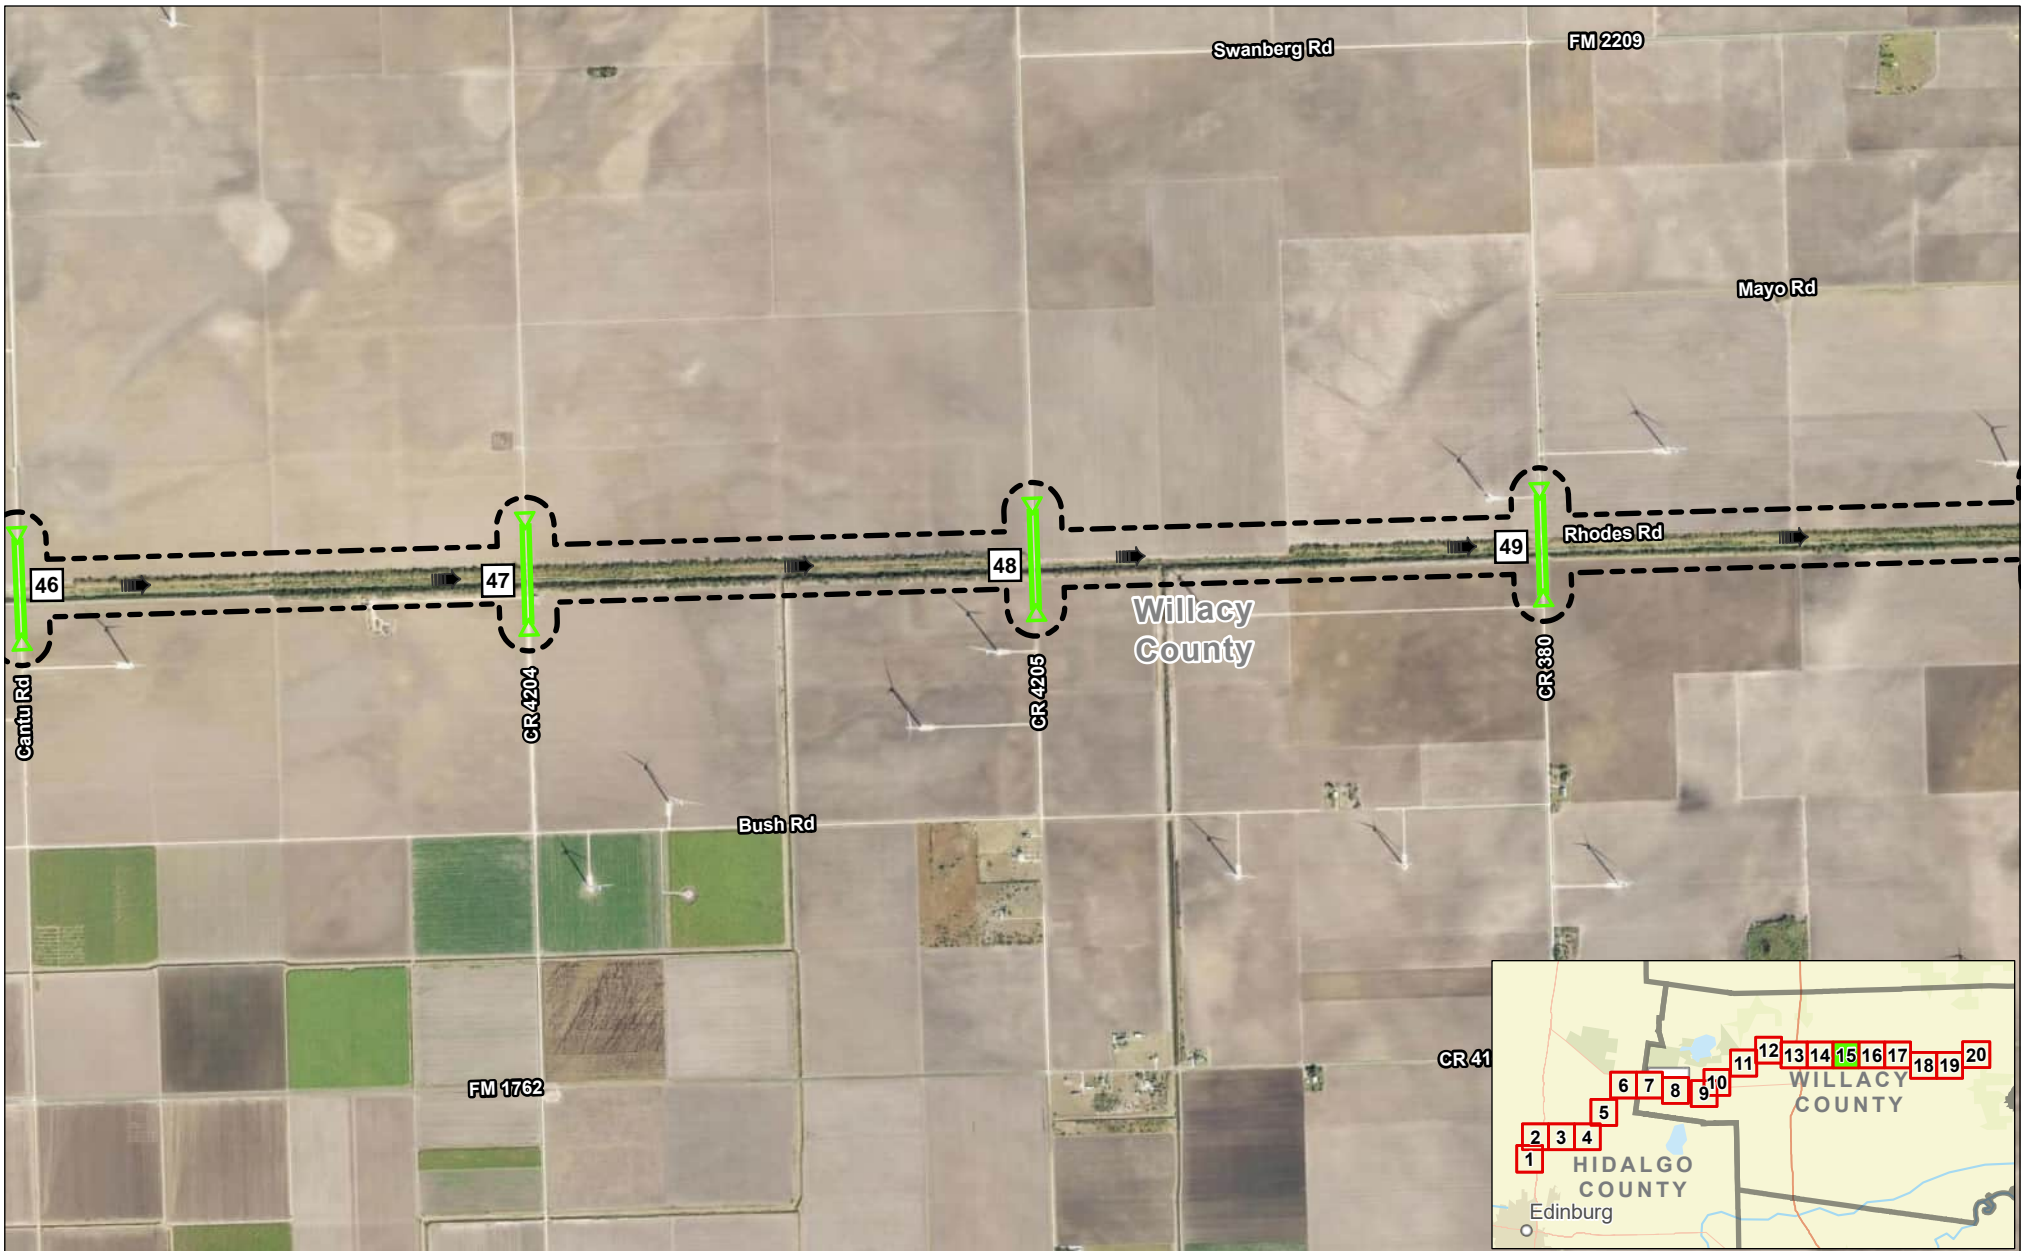 Swanberg Rd
FM 2209
Mayo Rd
Rhodes Rd
46
47
48
49
Willacy
County
Cantu Rd
CR 4204
CR 4205
CR 380
Bush Rd
FM 1762
CR 41
1
2
3
4
5
6
7
8
9
10
11
12
13
14
15
16
17
18
19
20
WILLACY
COUNTY
HIDALGO
COUNTY
Edinburg